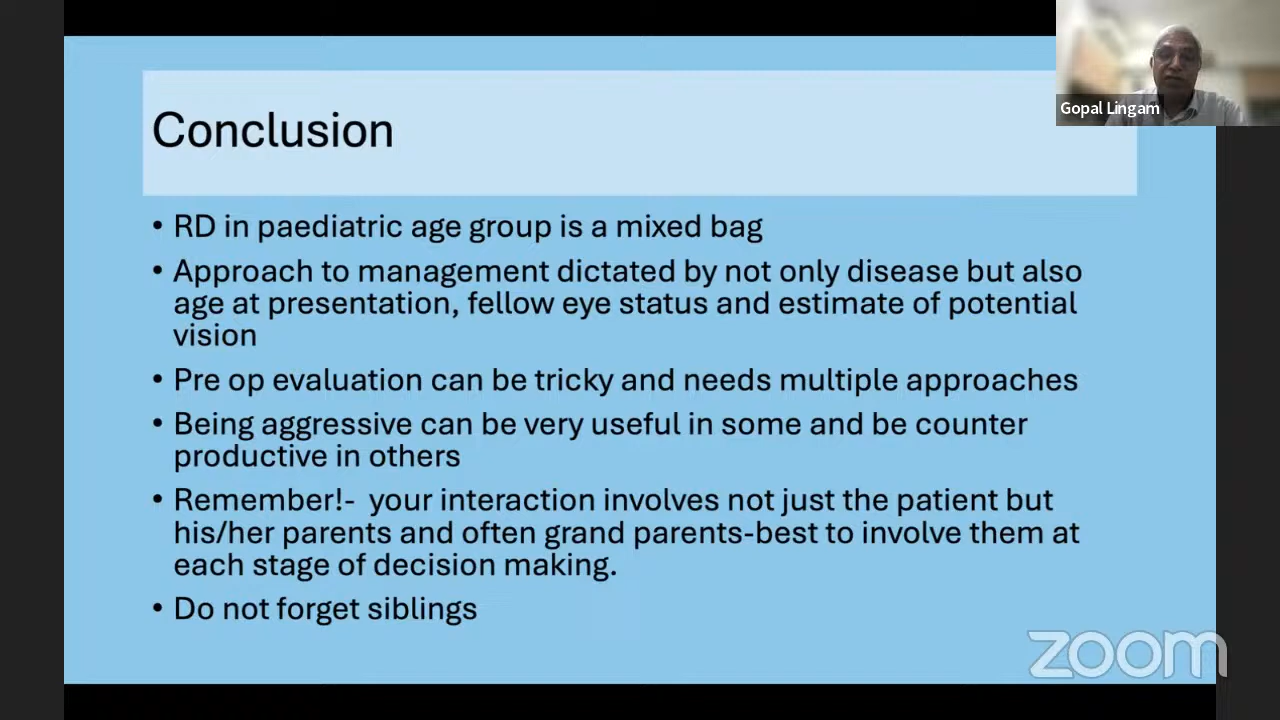 Gopal Lingam
Conclusion
• RD in paediatric age group is a mixed bag
• Approach to management dictated by not only disease but also
age at presentation, fellow eye status and estimate of potential
vision
• Pre op evaluation can be tricky and needs multiple approaches
• Being aggressive can be very useful in some and be counter
productive in others
• Remember!-  your interaction involves not just the patient but
his/her parents and often grand parents-best to involve them at
each stage of decision making.
• Do not forget siblings
zoom